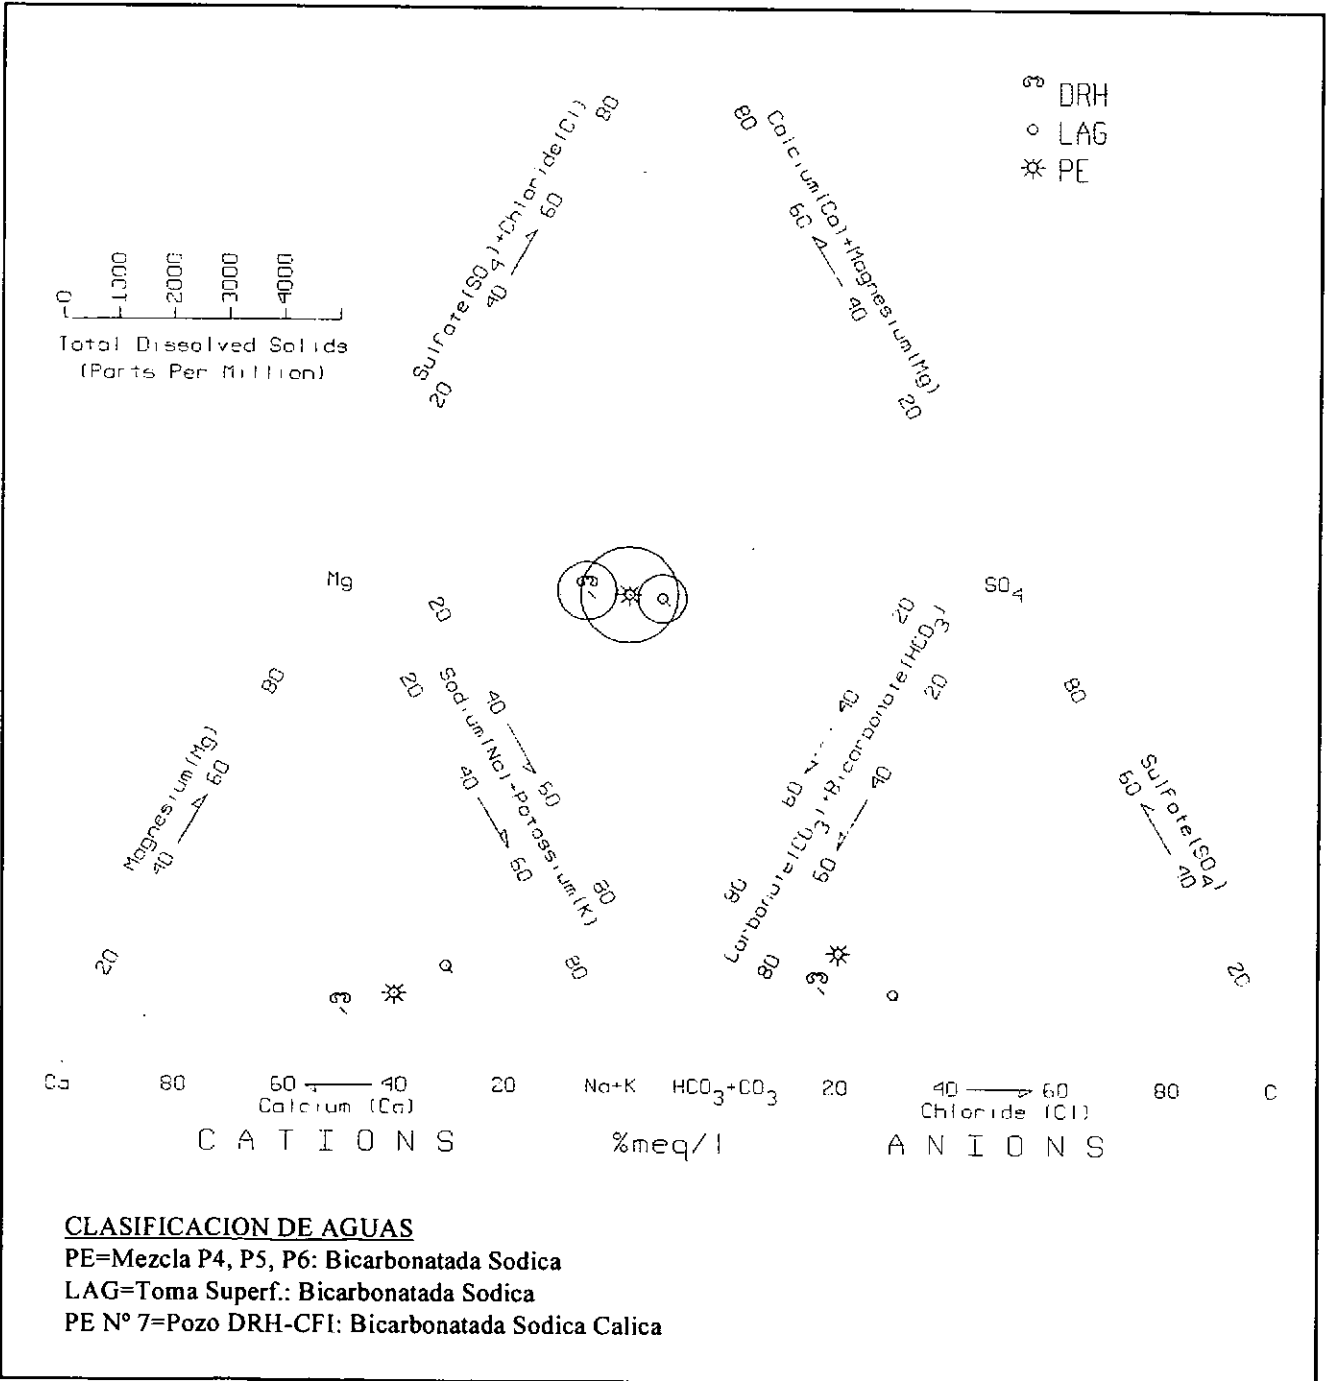 DRH
LAG
PE
80
Sulfate(SO4)+Chloride(Cl)
40 60
20
80
Calcium(Ca)+Magnesium(Mg)
60 40
20
0 1000 2000 3000 4000
Total Dissolved Solids
(Parts Per Million)
Mg
80
Magnesium(Mg)
40 60
20
20
20
Sodium(Na)+Potassium(K)
40 60
40 60
80
80
SO4
20
20
Carbonate(CO3)+Bicarbonate(HCO3)
60 40
60 40
80
80
80
Sulfate(SO4)
60 40
20
Ca 80 60 40 20 Na+K HCO3+CO3 20 40 60 80 C
Calcium (Ca) Chloride (Cl)
CATIONS %meq/l ANIONS
CLASIFICACION DE AGUAS
PE=Mezcla P4, P5, P6: Bicarbonatada Sodica
LAG=Toma Superf.: Bicarbonatada Sodica
PE Nº 7=Pozo DRH-CFI: Bicarbonatada Sodica Calica